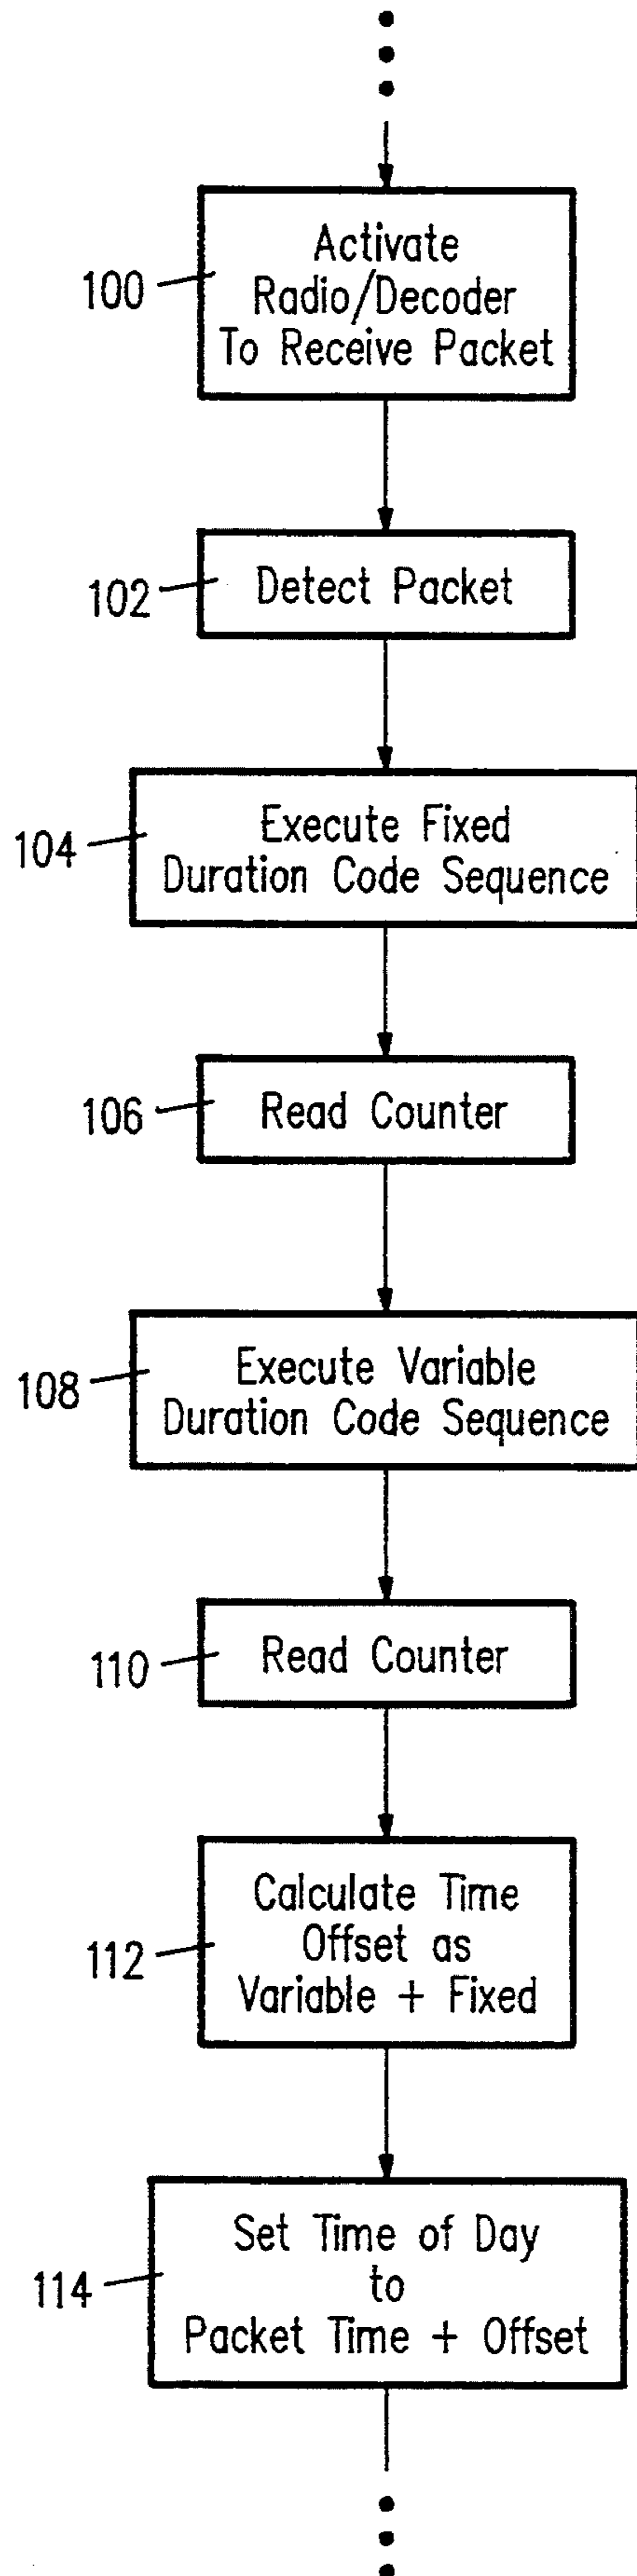 100
Activate
Radio/Decoder
To Receive Packet
102
Detect Packet
104
Execute Fixed
Duration Code Sequence
106
Read Counter
108
Execute Variable
Duration Code Sequence
110
Read Counter
112
Calculate Time
Offset as
Variable + Fixed
114
Set Time of Day
to
Packet Time + Offset